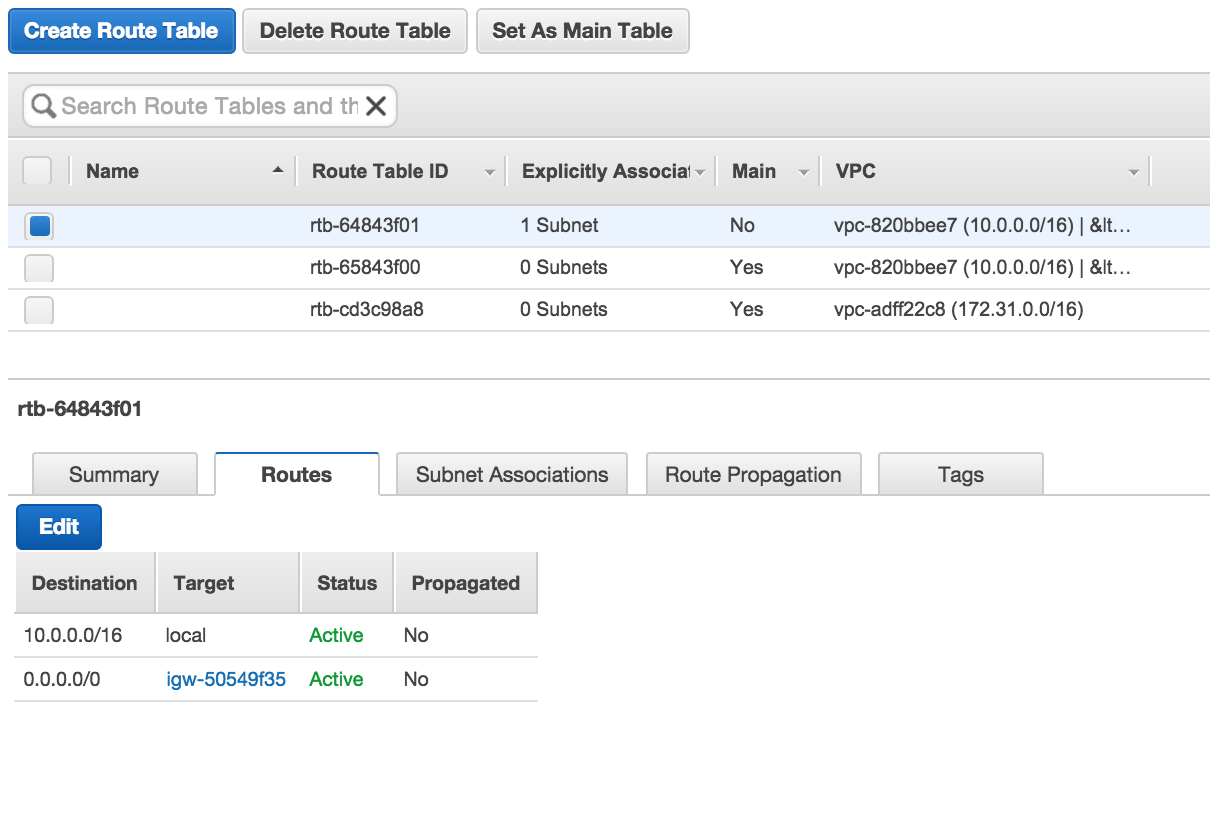 Create Route Table Delete Route Table Set As Main Table
Search Route Tables and th
Name Route Table ID Explicitly Associat Main VPC
rtb-64843f01 1 Subnet No vpc-820bbee7 (10.0.0.0/16) | &lt…
rtb-65843f00 0 Subnets Yes vpc-820bbee7 (10.0.0.0/16) | &lt…
rtb-cd3c98a8 0 Subnets Yes vpc-adff22c8 (172.31.0.0/16)
rtb-64843f01
Summary Routes Subnet Associations Route Propagation Tags
Edit
Destination Target Status Propagated
10.0.0.0/16 local Active No
0.0.0.0/0 igw-50549f35 Active No